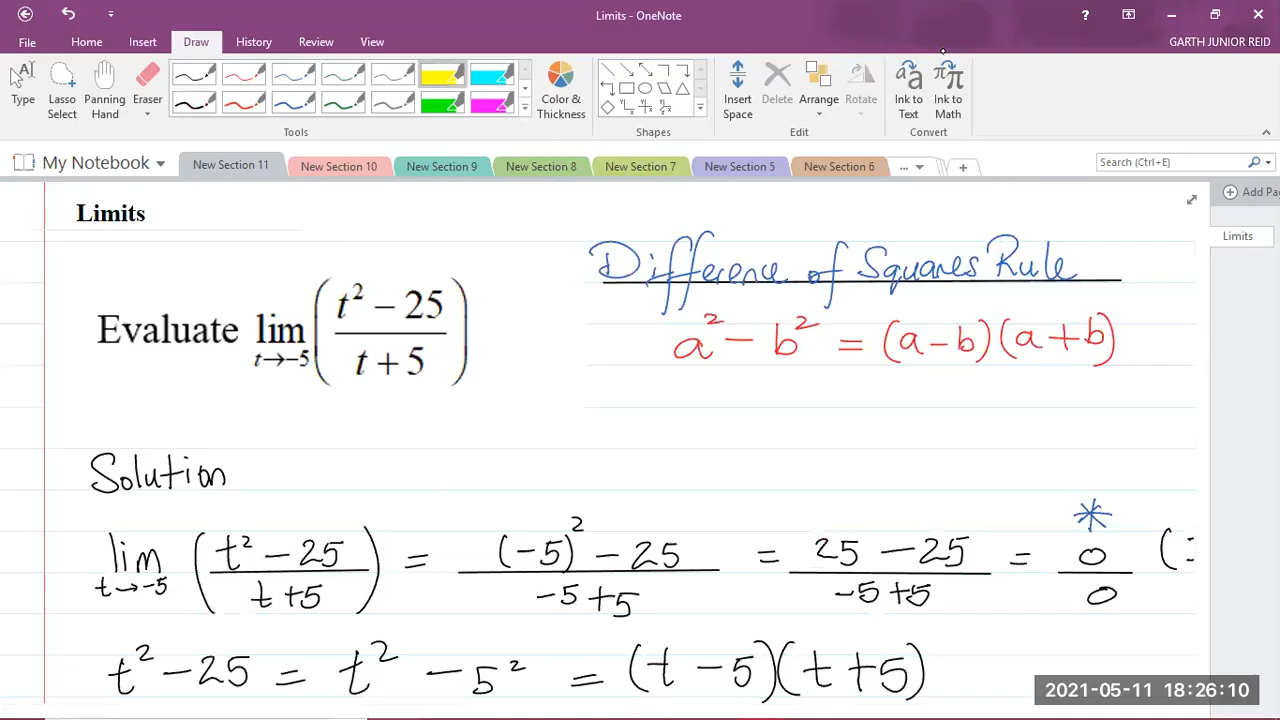 Limits - OneNote
File Home Insert Draw History Review View GARTH JUNIOR REID
Type Lasso Select Panning Hand Eraser Color & Thickness Insert Space Delete Arrange Rotate Ink to Text Ink to Math
Tools Shapes Edit Convert
My Notebook New Section 11 New Section 10 New Section 9 New Section 8 New Section 7 New Section 5 New Section 6 ... Search (Ctrl+E)
Add Pa
Limits
Limits
Difference of Squares Rule
a² - b² = (a-b)(a+b)
Evaluate lim t→-5 (t² - 25 / t + 5)
Solution
*
lim t→-5 (t² - 25 / t + 5) = (-5)² - 25 / -5 + 5 = 25 - 25 / -5 + 5 = 0 / 0
t² - 25 = t² - 5² = (t - 5)(t + 5)
2021-05-11 18:26:10